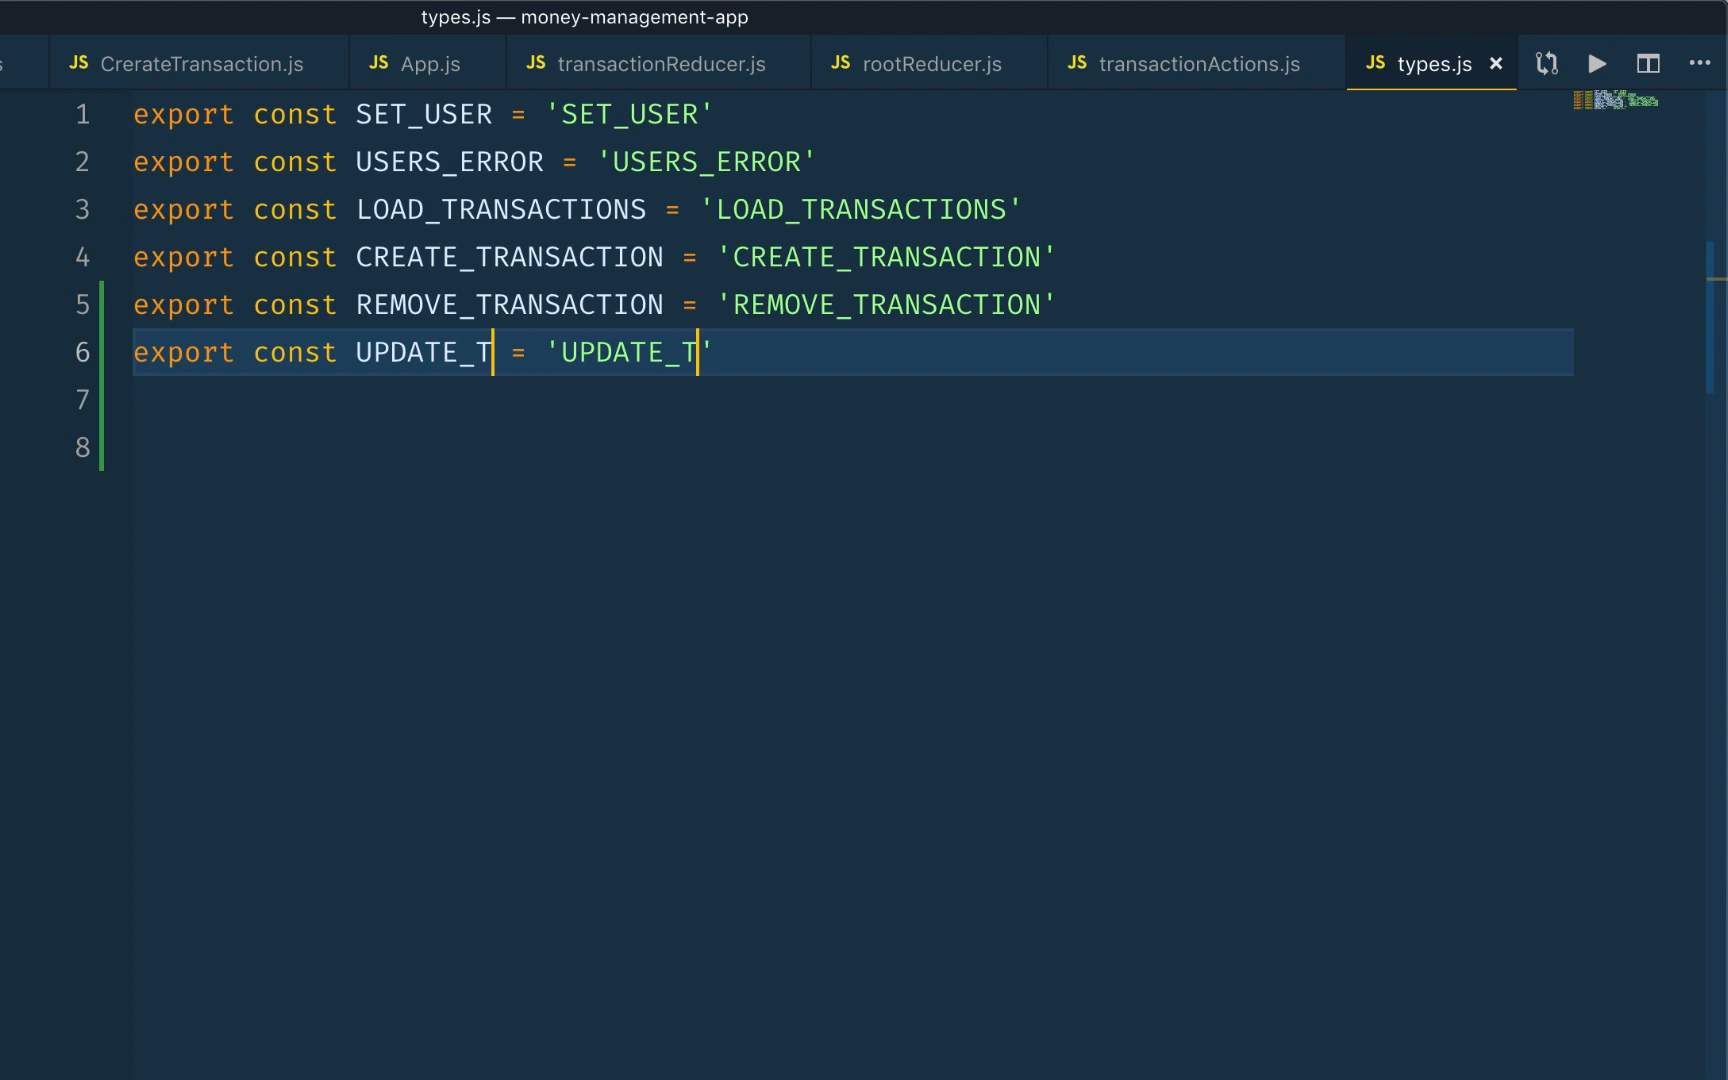 types.js — money-management-app
s JS CrerateTransaction.js JS App.js JS transactionReducer.js JS rootReducer.js JS transactionActions.js JS types.js
1 export const SET_USER = 'SET_USER'
2 export const USERS_ERROR = 'USERS_ERROR'
3 export const LOAD_TRANSACTIONS = 'LOAD_TRANSACTIONS'
4 export const CREATE_TRANSACTION = 'CREATE_TRANSACTION'
5 export const REMOVE_TRANSACTION = 'REMOVE_TRANSACTION'
6 export const UPDATE_T = 'UPDATE_T'
7
8